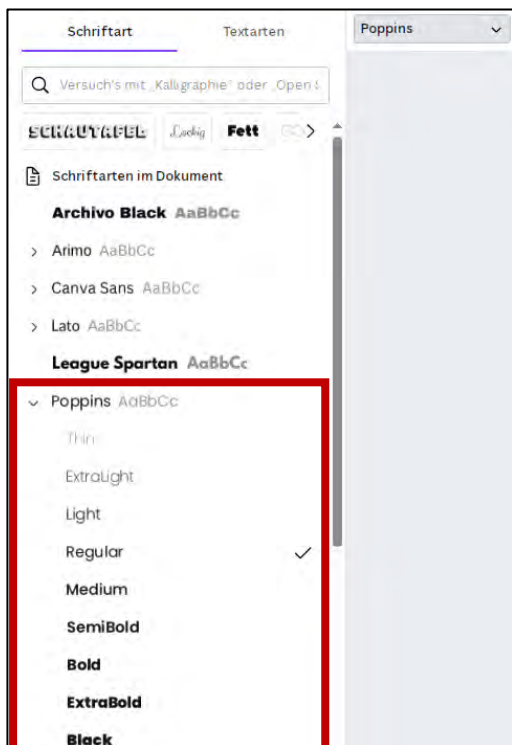 Schriftart Textarten
Poppins
Versuch's mit „Kalligraphie" oder „Open S
SCHAUTAFEL Lockig Fett
Schriftarten im Dokument
Archivo Black AaBbCc
Arimo AaBbCc
Canva Sans AaBbCc
Lato AaBbCc
League Spartan AaBbCc
Poppins AaBbCc
Thin
ExtraLight
Light
Regular
Medium
SemiBold
Bold
ExtraBold
Black